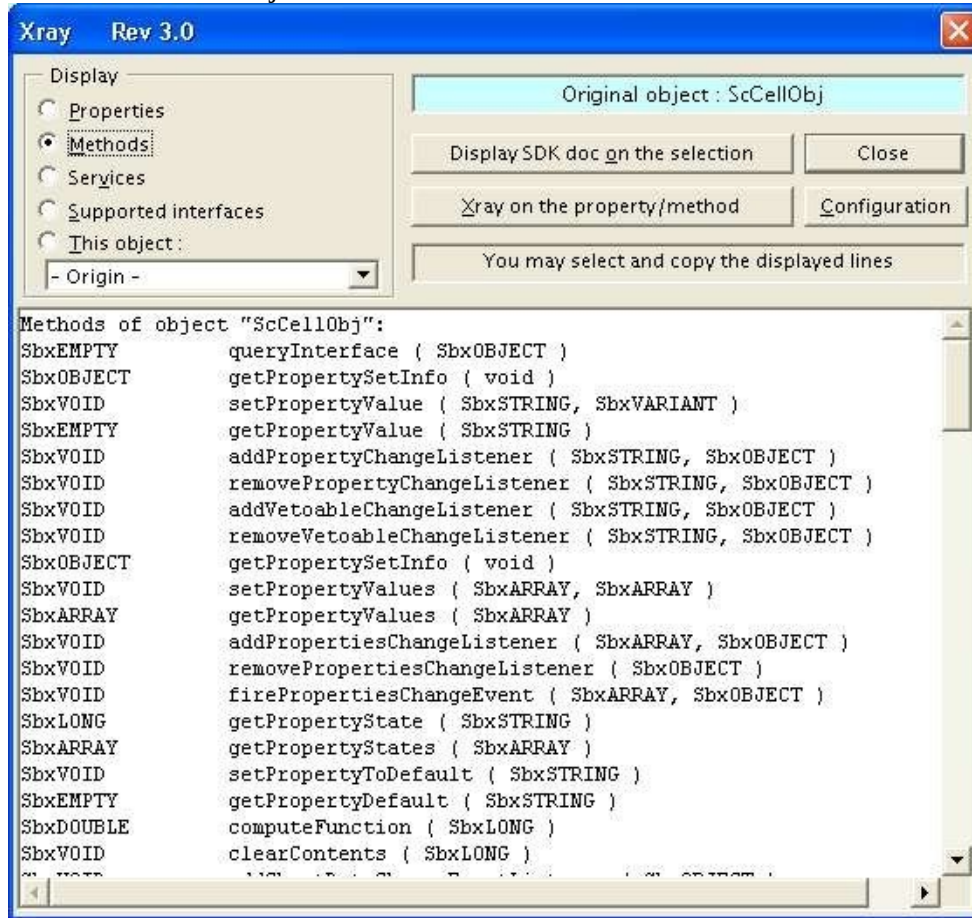 Xray Rev 3.0
Display
Properties
Methods
Services
Supported interfaces
This object :
- Origin -
Original object : ScCellObj
Display SDK doc on the selection
Close
Xray on the property/method
Configuration
You may select and copy the displayed lines
Methods of object "ScCellObj":
SbxEMPTY queryInterface ( SbxOBJECT )
SbxOBJECT getPropertySetInfo ( void )
SbxVOID setPropertyValue ( SbxSTRING, SbxVARIANT )
SbxEMPTY getPropertyValue ( SbxSTRING )
SbxVOID addPropertyChangeListener ( SbxSTRING, SbxOBJECT )
SbxVOID removePropertyChangeListener ( SbxSTRING, SbxOBJECT )
SbxVOID addVetoableChangeListener ( SbxSTRING, SbxOBJECT )
SbxVOID removeVetoableChangeListener ( SbxSTRING, SbxOBJECT )
SbxOBJECT getPropertySetInfo ( void )
SbxVOID setPropertyValues ( SbxARRAY, SbxARRAY )
SbxARRAY getPropertyValues ( SbxARRAY )
SbxVOID addPropertiesChangeListener ( SbxARRAY, SbxOBJECT )
SbxVOID removePropertiesChangeListener ( SbxOBJECT )
SbxVOID firePropertiesChangeEvent ( SbxARRAY, SbxOBJECT )
SbxLONG getPropertyState ( SbxSTRING )
SbxARRAY getPropertyStates ( SbxARRAY )
SbxVOID setPropertyToDefault ( SbxSTRING )
SbxEMPTY getPropertyDefault ( SbxSTRING )
SbxDOUBLE computeFunction ( SbxLONG )
SbxVOID clearContents ( SbxLONG )